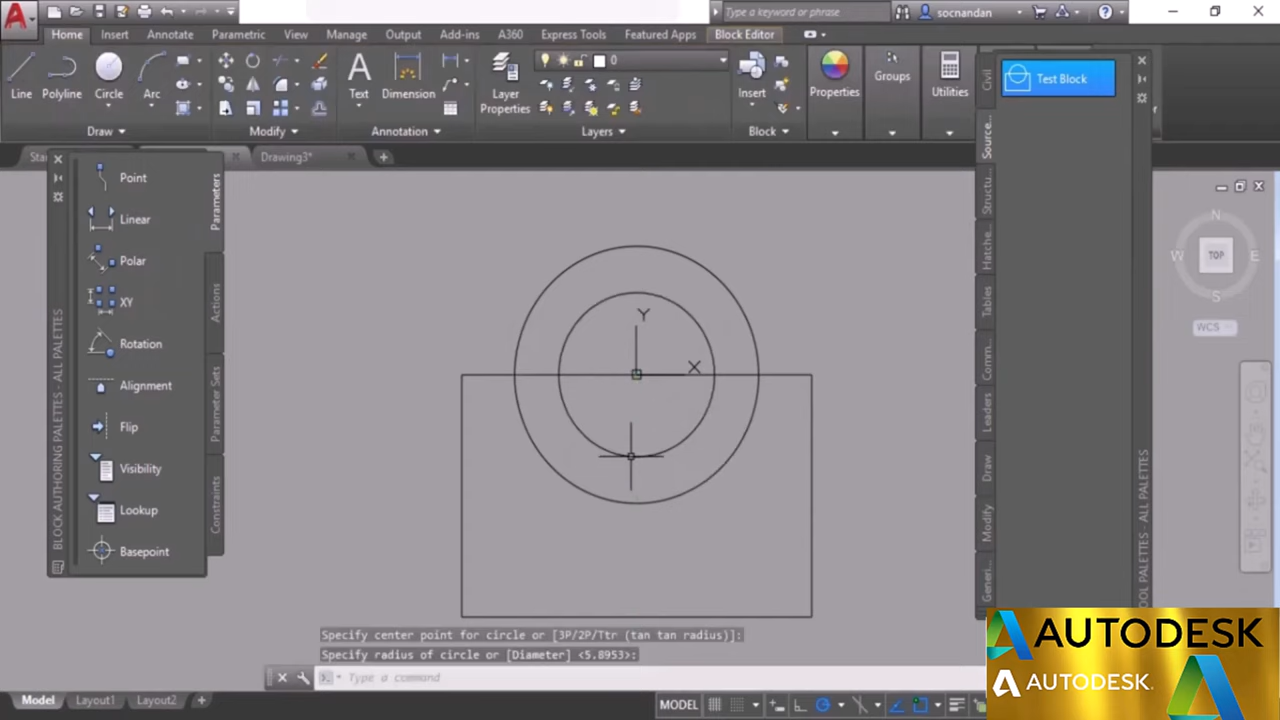 Type a keyword or phrase
socnandan
Home Insert Annotate Parametric View Manage Output Add-ins A360 Express Tools Featured Apps Block Editor
0
Line Polyline Circle Arc
Text Dimension
Layer Properties
Insert
Properties Groups Utilities
Draw Modify Annotation Layers Block
Drawing3*
Point
Linear
Polar
XY
Rotation
Alignment
Flip
Visibility
Lookup
Basepoint
Parameters
Actions
Parameter Sets
Constraints
BLOCK AUTHORING PALETTES - ALL PALETTES
Y
X
Test Block
Civil
Source...
Structu...
Hatche...
Tables
Comm...
Leaders
Draw
Modify
Generi...
OOL PALETTES - ALL PALETTES
N
W TOP E
S
WCS
Specify center point for circle or [3P/2P/Ttr (tan tan radius)]:
Specify radius of circle or [Diameter] <5.8953>:
Type a command
Model Layout1 Layout2
MODEL
AUTODESK
AUTODESK.